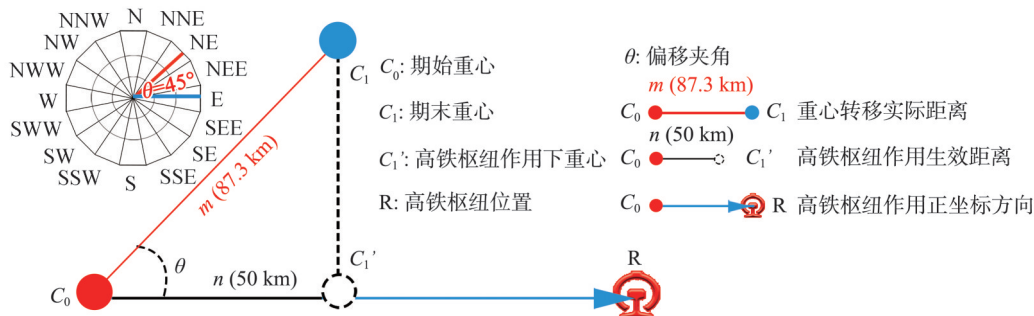 N
NNE
NE
NEE
E
SEE
SE
SSE
S
SSW
SW
SWW
W
NWW
NW
NNW
θ=45°
C₁
m (87.3 km)
θ
C₀
n (50 km)
C₁'
R
C₀: 期始重心
C₁: 期末重心
C₁': 高铁枢纽作用下重心
R: 高铁枢纽位置
θ: 偏移夹角
m (87.3 km)
C₀ C₁ 重心转移实际距离
n (50 km)
C₀ C₁' 高铁枢纽作用生效距离
C₀ R 高铁枢纽作用正坐标方向